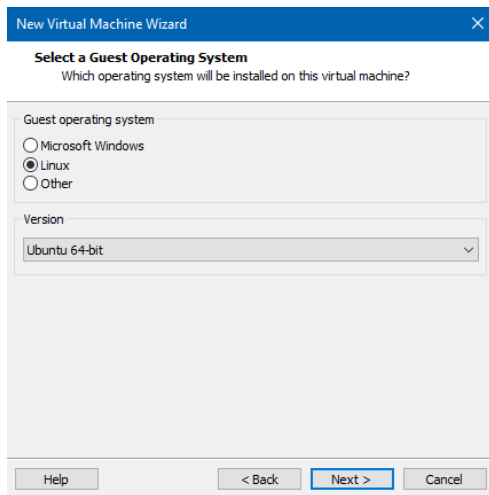 New Virtual Machine Wizard
Select a Guest Operating System
Which operating system will be installed on this virtual machine?
Guest operating system
Microsoft Windows
Linux
Other
Version
Ubuntu 64-bit
Help < Back Next > Cancel